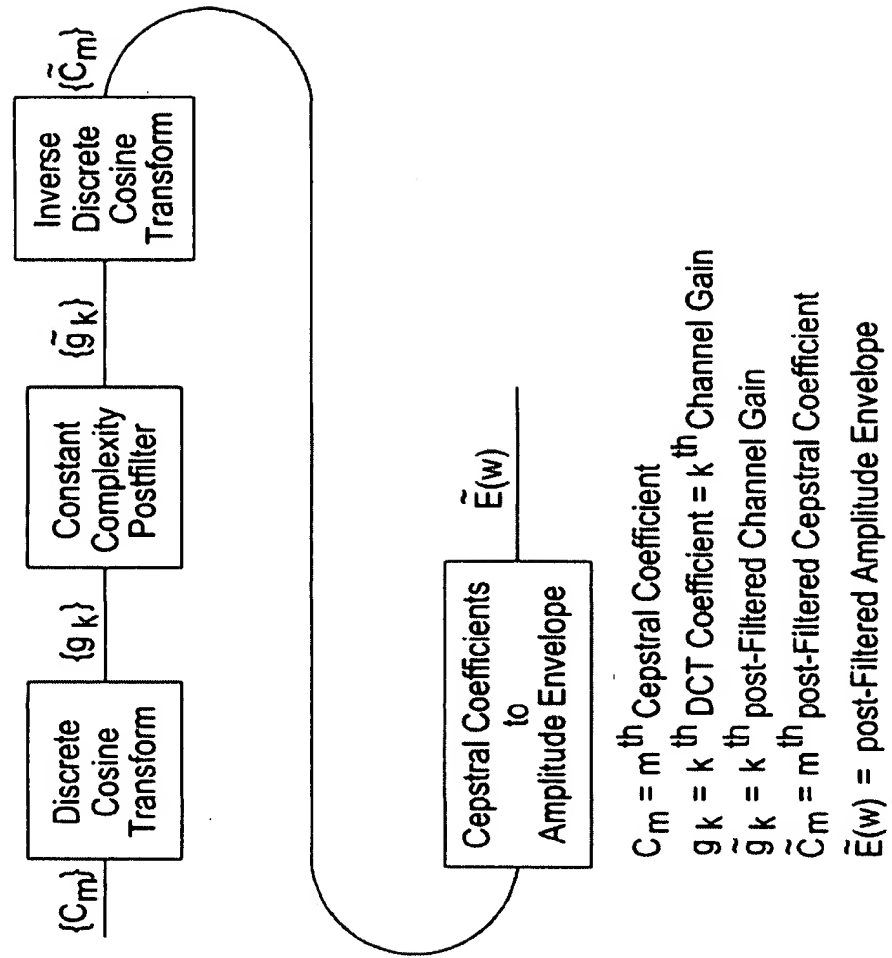 {C_m}
Discrete
Cosine
Transform
{g_k}
Constant
Complexity
Postfilter
{g̃_k}
Inverse
Discrete
Cosine
Transform
{C̃_m}
Cepstral Coefficients
to
Amplitude Envelope
Ẽ(w)
C_m = m^th Cepstral Coefficient
g_k = k^th DCT Coefficient = k^th Channel Gain
g̃_k = k^th post-Filtered Channel Gain
C̃_m = m^th post-Filtered Cepstral Coefficient
Ẽ(w) = post-Filtered Amplitude Envelope